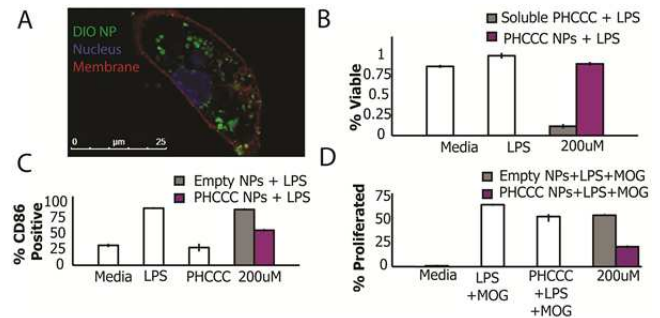 A
DIO NP
Nucleus
Membrane
0 µm 25
B
Soluble PHCCC + LPS
PHCCC NPs + LPS
% Viable
1
0.75
0.5
0.25
0
Media LPS 200uM
C
Empty NPs + LPS
PHCCC NPs + LPS
% CD86
Positive
100
75
50
25
0
Media LPS PHCCC 200uM
D
Empty NPs+LPS+MOG
PHCCC NPs+LPS+MOG
% Proliferated
75
50
25
0
Media LPS +MOG PHCCC +LPS +MOG 200uM